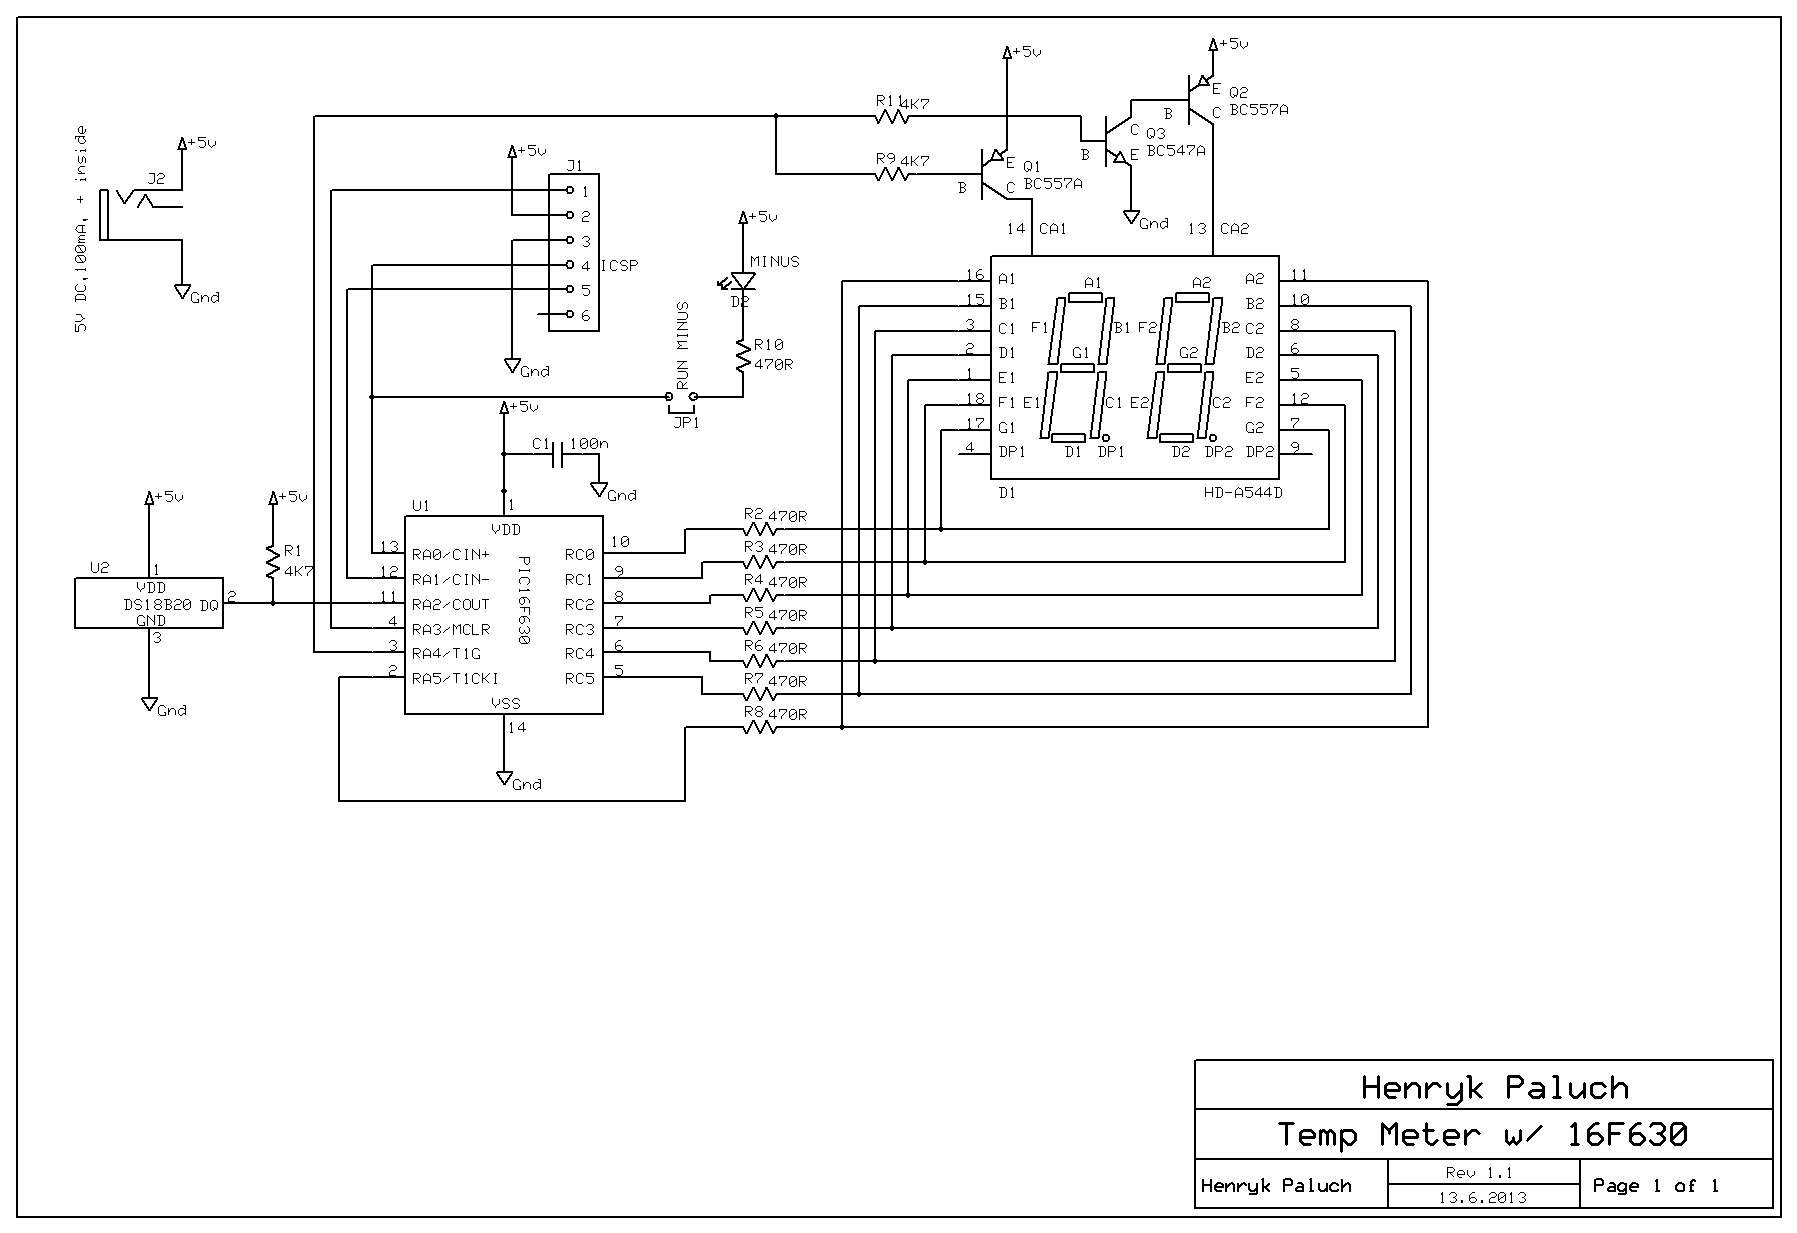 5V DC,100mA, + inside
J2
+5v
Gnd
+5v
J1
1
2
3
4
5
6
ICSP
Gnd
+5v
MINUS
D2
R10
470R
RUN MINUS
JP1
R11 4K7
R9 4K7
+5v
E
Q1
BC557A
B
C
+5v
E
Q2
BC557A
B
C
C
Q3
BC547A
B
E
Gnd
14 CA1
13 CA2
16 A1
15 B1
3 C1
2 D1
1 E1
18 F1
17 G1
4 DP1
A1
F1
B1
G1
E1
C1
D1
DP1
A2
F2
B2
G2
E2
C2
D2
DP2
A2 11
B2 10
C2 8
D2 6
E2 5
F2 12
G2 7
DP2 9
D1
HD-A544D
+5v
C1
100n
Gnd
U1
1
VDD
PIC16F630
13 RA0/CIN+
12 RA1/CIN-
11 RA2/COUT
4 RA3/MCLR
3 RA4/T1G
2 RA5/T1CKI
RC0 10
RC1 9
RC2 8
RC3 7
RC4 6
RC5 5
VSS
14
Gnd
+5v
+5v
R1
4K7
U2
1
VDD
DS18B20 DQ 2
GND
3
Gnd
R2 470R
R3 470R
R4 470R
R5 470R
R6 470R
R7 470R
R8 470R
Henryk Paluch
Temp Meter w/ 16F630
Henryk Paluch
Rev 1.1
13.6.2013
Page 1 of 1